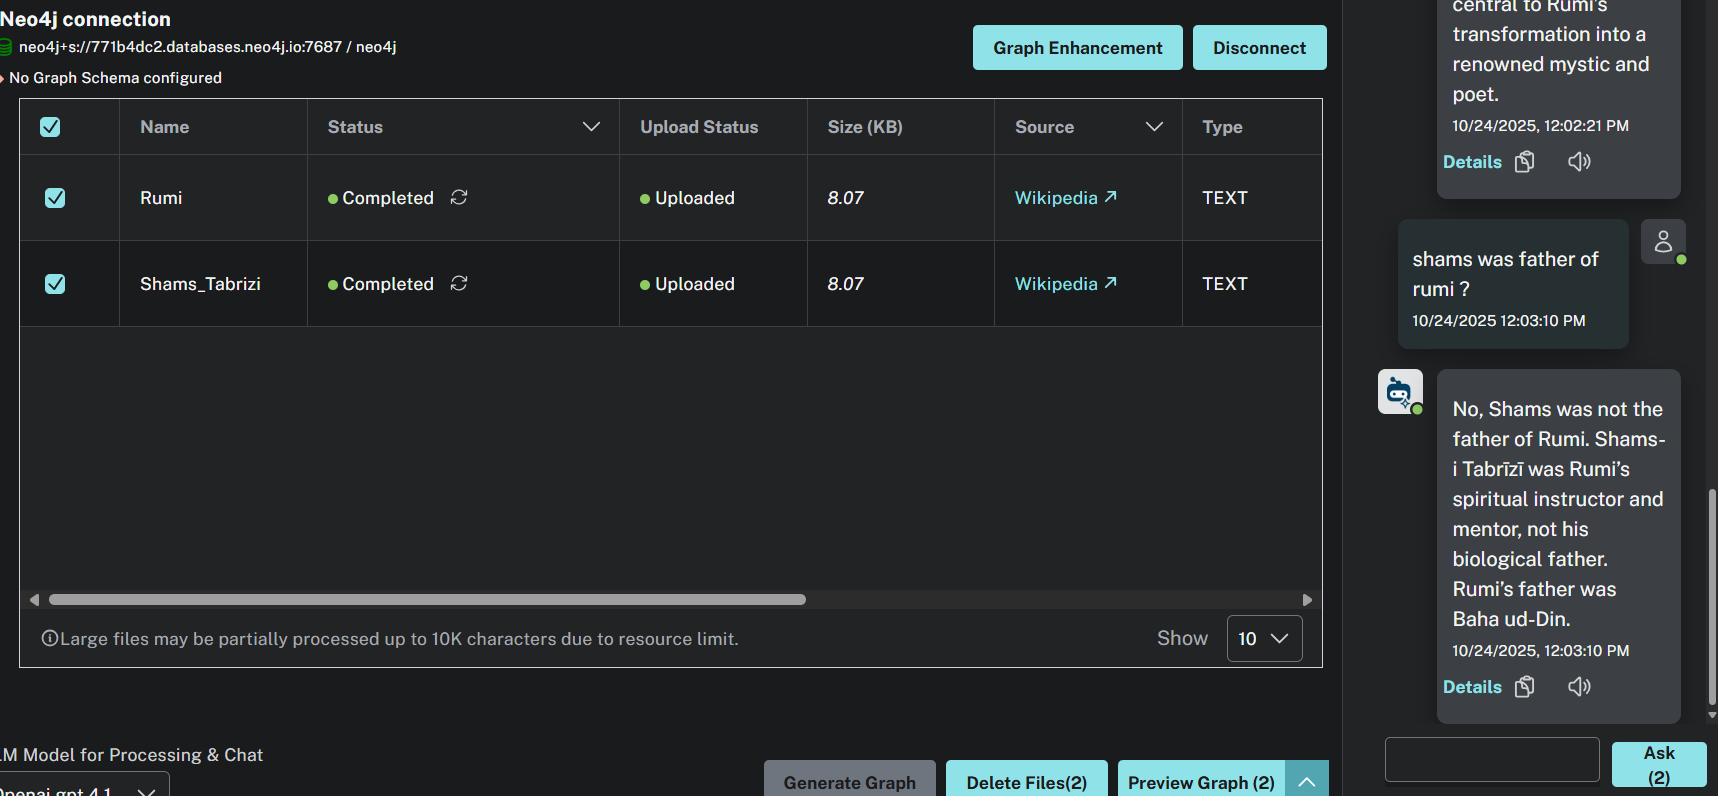 Neo4j connection
neo4j+s://771b4dc2.databases.neo4j.io:7687 / neo4j
No Graph Schema configured
Graph Enhancement
Disconnect
Name
Status
Upload Status
Size (KB)
Source
Type
Rumi
Completed
Uploaded
8.07
Wikipedia
TEXT
Shams_Tabrizi
Completed
Uploaded
8.07
Wikipedia
TEXT
Large files may be partially processed up to 10K characters due to resource limit.
Show
10
Model for Processing & Chat
gpt 4.1
Generate Graph
Delete Files(2)
Preview Graph (2)
central to Rumi's
transformation into a
renowned mystic and
poet.
10/24/2025, 12:02:21 PM
Details
shams was father of
rumi ?
10/24/2025 12:03:10 PM
No, Shams was not the
father of Rumi. Shams-
i Tabrīzī was Rumi's
spiritual instructor and
mentor, not his
biological father.
Rumi's father was
Baha ud-Din.
10/24/2025, 12:03:10 PM
Details
Ask
(2)